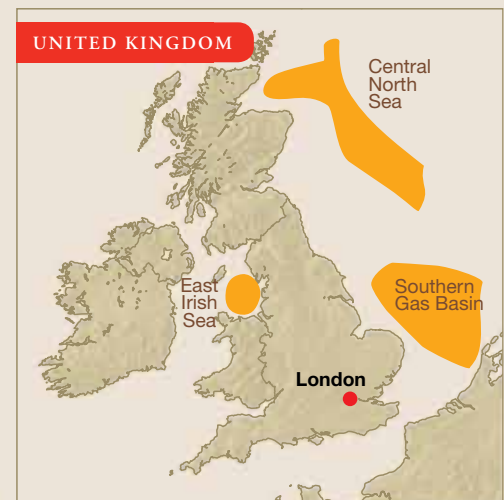 UNITED KINGDOM
Central
North
Sea
East
Irish
Sea
Southern
Gas Basin
London